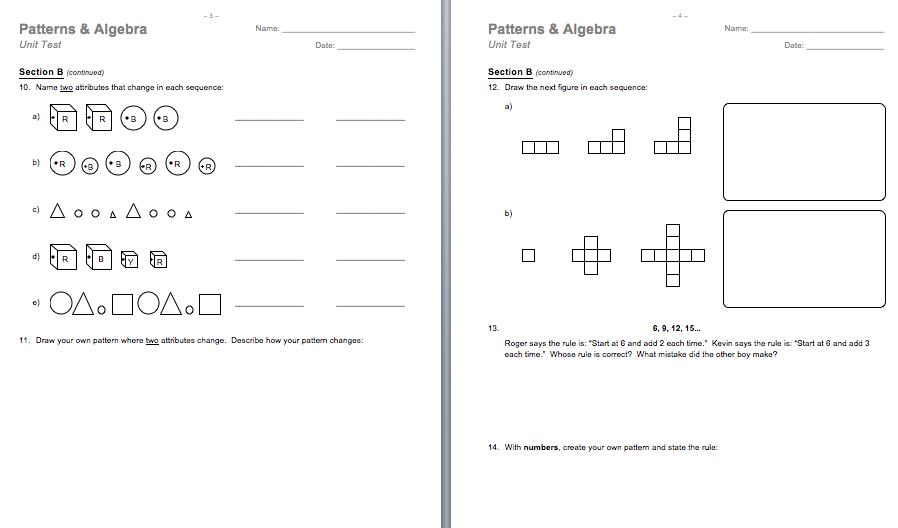 – 3 –
Patterns & Algebra
Name:
Unit Test
Date:
Section B (continued)
10. Name two attributes that change in each sequence:
a) R R B B
b) R B B R R R
c)
d) R B Y R
e)
11. Draw your own pattern where two attributes change. Describe how your pattern changes:
– 4 –
Patterns & Algebra
Name:
Unit Test
Date:
Section B (continued)
12. Draw the next figure in each sequence:
a)
b)
13. 6, 9, 12, 15...
Roger says the rule is: "Start at 6 and add 2 each time." Kevin says the rule is: "Start at 6 and add 3
each time." Whose rule is correct? What mistake did the other boy make?
14. With numbers, create your own pattern and state the rule: